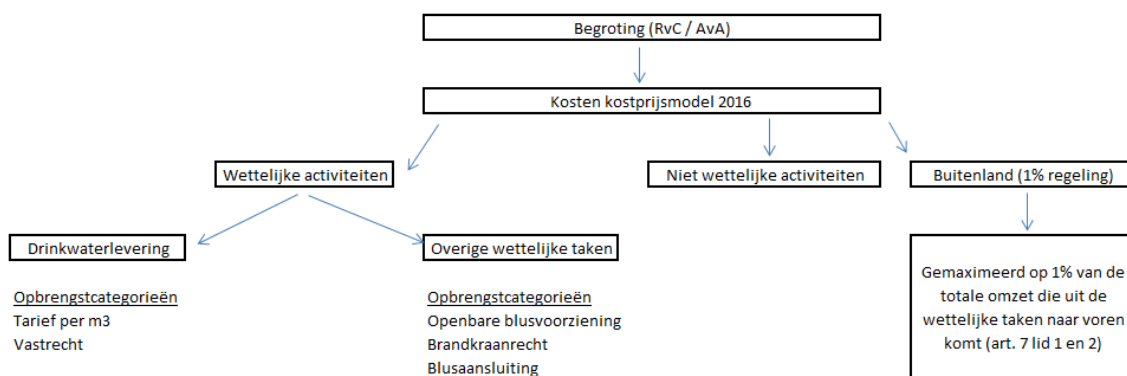 Begroting (RvC / AvA)
Kosten kostprijsmodel 2016
Wettelijke activiteiten
Niet wettelijke activiteiten
Buitenland (1% regeling)
Drinkwaterlevering
Overige wettelijke taken
Opbrengstcategorieën
Tarief per m3
Vastrecht
Opbrengstcategorieën
Openbare blusvoorziening
Brandkraanrecht
Blusaansluiting
Gemaximeerd op 1% van de
totale omzet die uit de
wettelijke taken naar voren
komt (art. 7 lid 1 en 2)